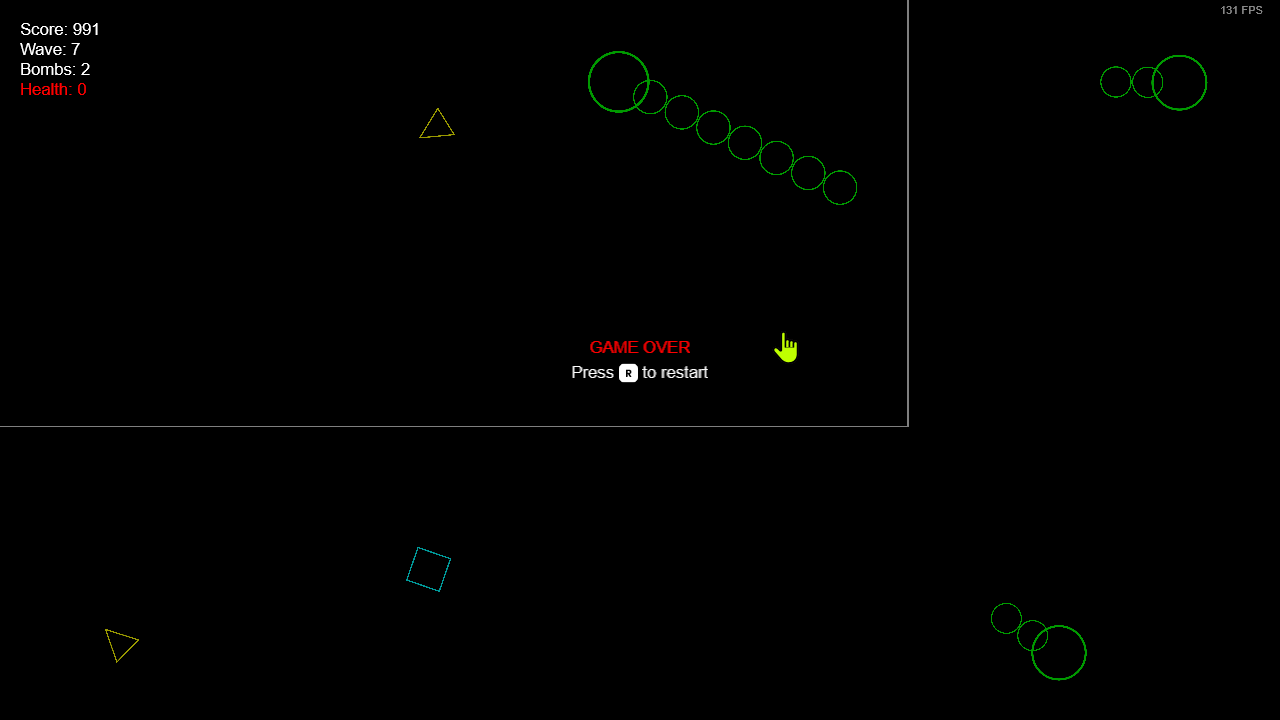 Score: 991
131 FPS
Wave: 7
Bombs: 2
Health: 0
GAME OVER
Press R to restart